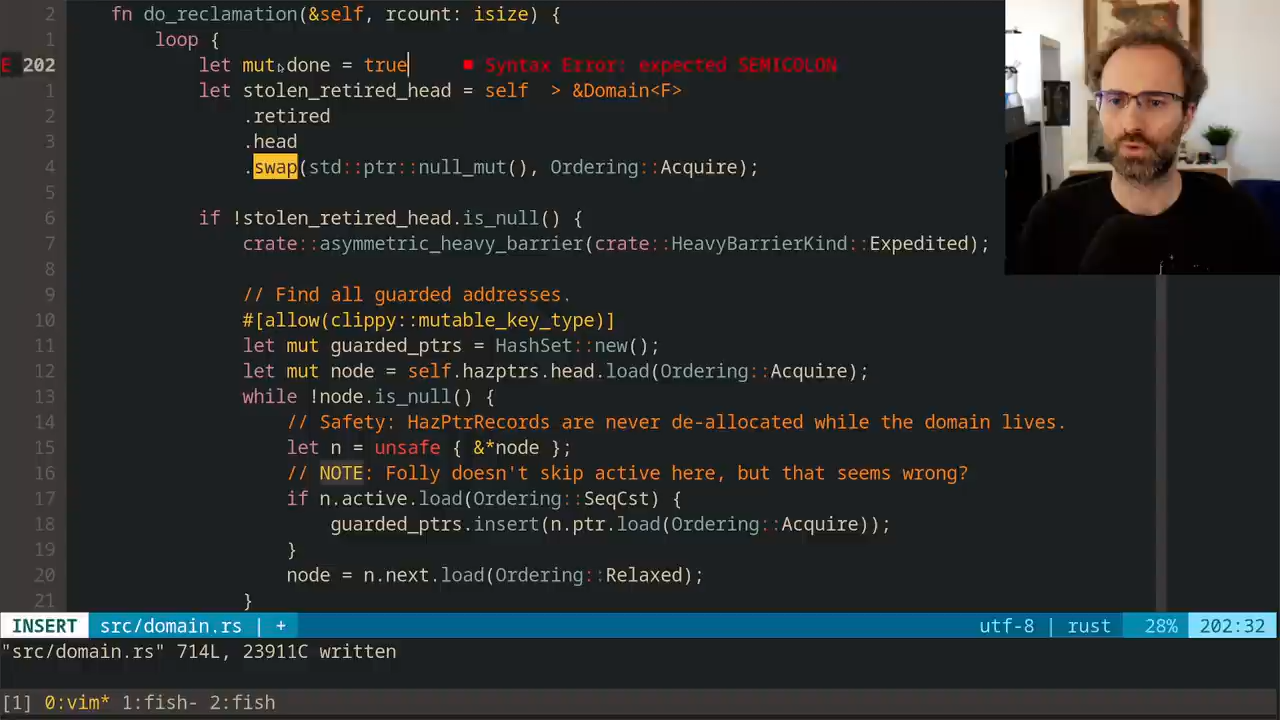 2 fn do_reclamation(&self, rcount: isize) {
1 loop {
E 202 let mut done = true ■ Syntax Error: expected SEMICOLON
1 let stolen_retired_head = self > &Domain<F>
2 .retired
3 .head
4 .swap(std::ptr::null_mut(), Ordering::Acquire);
5
6 if !stolen_retired_head.is_null() {
7 crate::asymmetric_heavy_barrier(crate::HeavyBarrierKind::Expedited);
8
9 // Find all guarded addresses.
10 #[allow(clippy::mutable_key_type)]
11 let mut guarded_ptrs = HashSet::new();
12 let mut node = self.hazptrs.head.load(Ordering::Acquire);
13 while !node.is_null() {
14 // Safety: HazPtrRecords are never de-allocated while the domain lives.
15 let n = unsafe { &*node };
16 // NOTE: Folly doesn't skip active here, but that seems wrong?
17 if n.active.load(Ordering::SeqCst) {
18 guarded_ptrs.insert(n.ptr.load(Ordering::Acquire));
19 }
20 node = n.next.load(Ordering::Relaxed);
21 }
INSERT src/domain.rs | + utf-8 | rust 28% 202:32
"src/domain.rs" 714L, 23911C written
[1] 0:vim* 1:fish- 2:fish